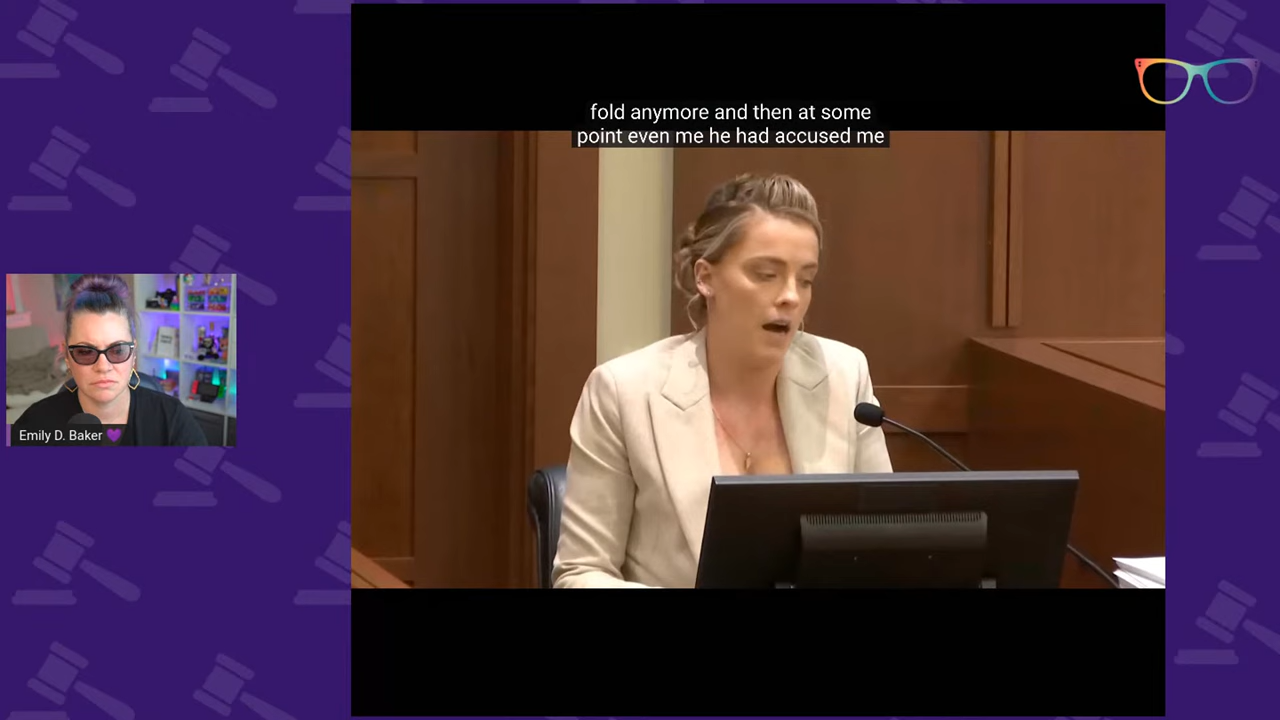 fold anymore and then at some
point even me he had accused me
Emily D. Baker 💜